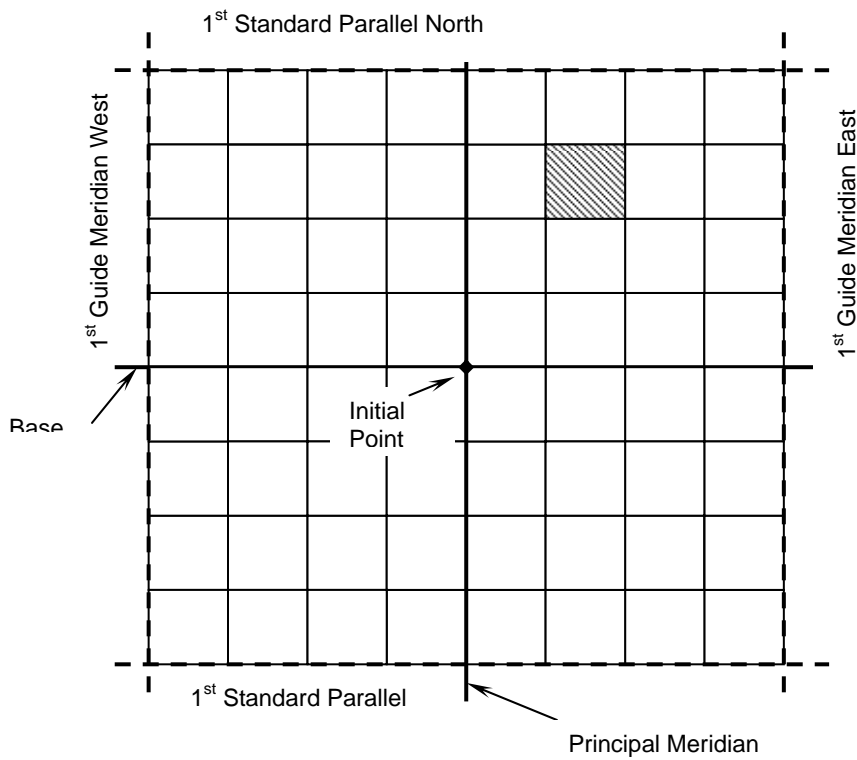 1st Standard Parallel North
1st Guide Meridian West
1st Guide Meridian East
Base
Initial
Point
1st Standard Parallel
Principal Meridian